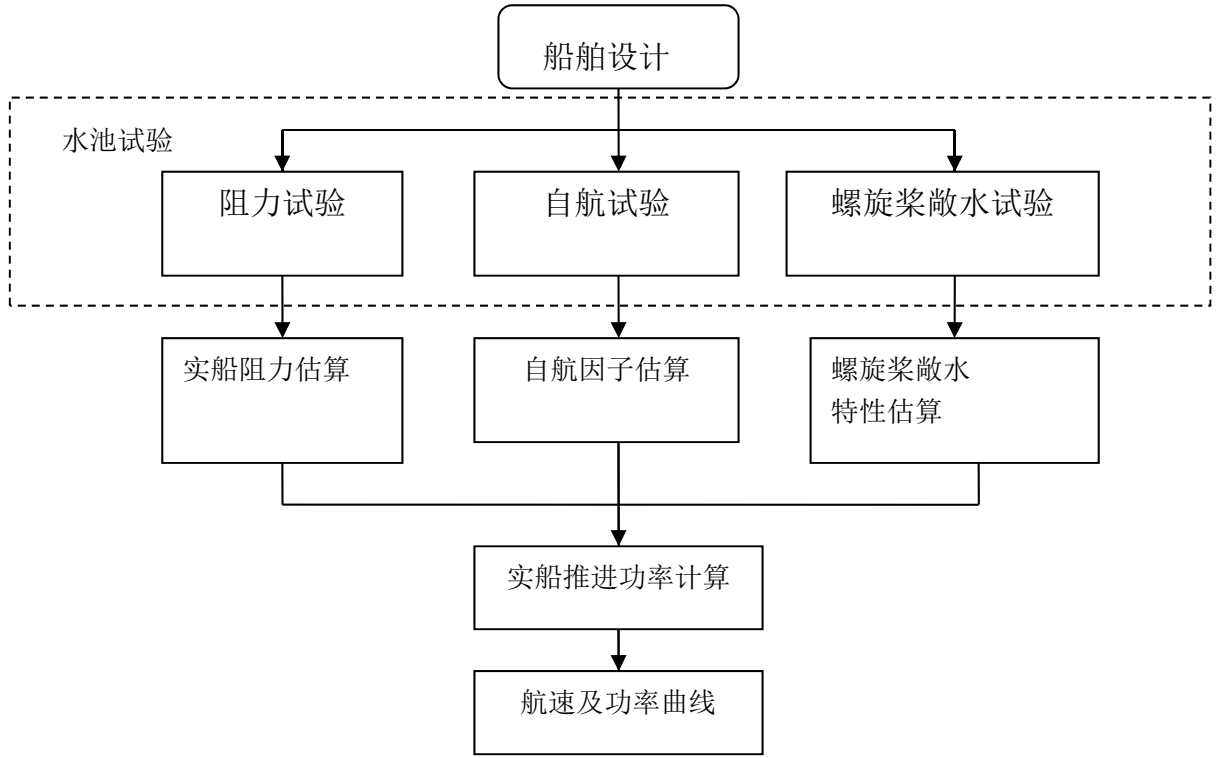 船舶设计
水池试验
阻力试验
自航试验
螺旋桨敞水试验
实船阻力估算
自航因子估算
螺旋桨敞水
特性估算
实船推进功率计算
航速及功率曲线